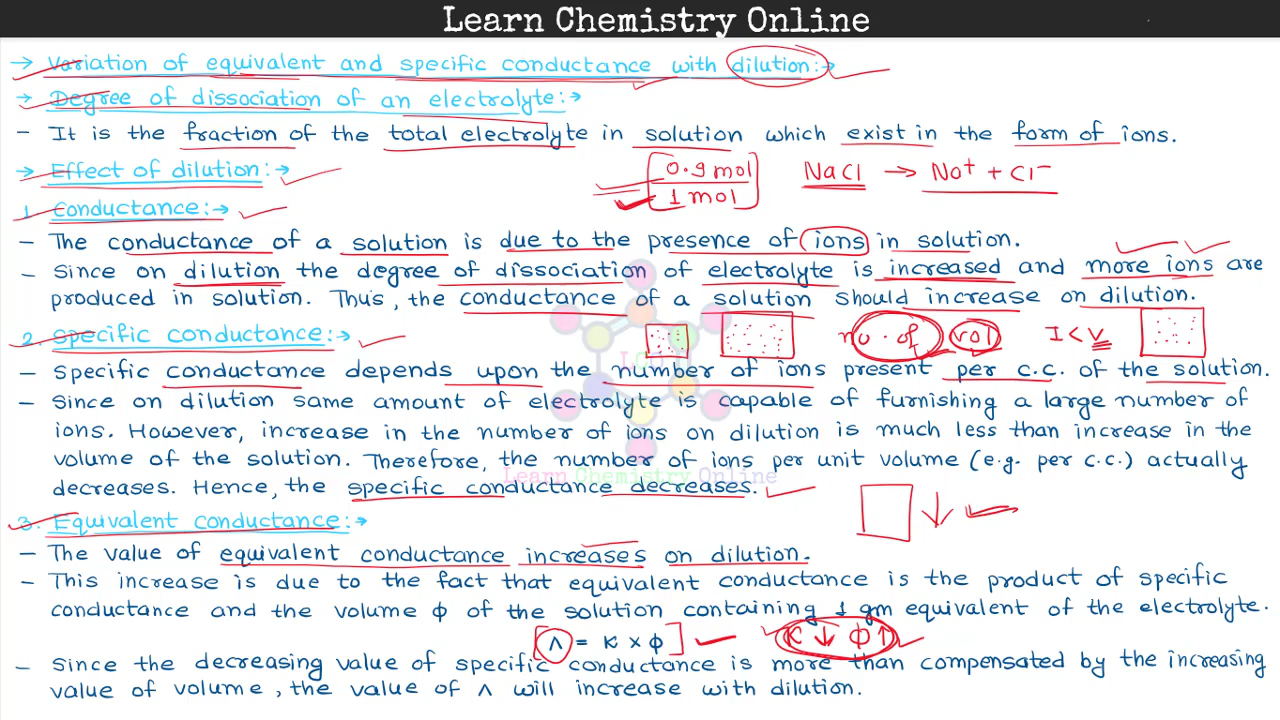 Learn Chemistry Online
→ Variation of equivalent and specific conductance with dilution:→
→ Degree of dissociation of an electrolyte:→
- It is the fraction of the total electrolyte in solution which exist in the form of ions.
→ Effect of dilution:→
0.9 mol
1 mol
NaCl → Na+ + Cl-
1. Conductance:→
- The conductance of a solution is due to the presence of ions in solution.
- Since on dilution the degree of dissociation of electrolyte is increased and more ions are
produced in solution. Thus, the conductance of a solution should increase on dilution.
2. Specific conductance:→
no. of vol I < V
- Specific conductance depends upon the number of ions present per c.c. of the solution.
- Since on dilution same amount of electrolyte is capable of furnishing a large number of
ions. However, increase in the number of ions on dilution is much less than increase in the
volume of the solution. Therefore, the number of ions per unit volume (e.g. per c.c.) actually
decreases. Hence, the specific conductance decreases.
Learn Chemistry Online
3. Equivalent conductance:→
- The value of equivalent conductance increases on dilution.
- This increase is due to the fact that equivalent conductance is the product of specific
conductance and the volume φ of the solution containing 1 gm equivalent of the electrolyte.
[Λ = κ × φ] κ ↓ φ ↑
- Since the decreasing value of specific conductance is more than compensated by the increasing
value of volume, the value of Λ will increase with dilution.